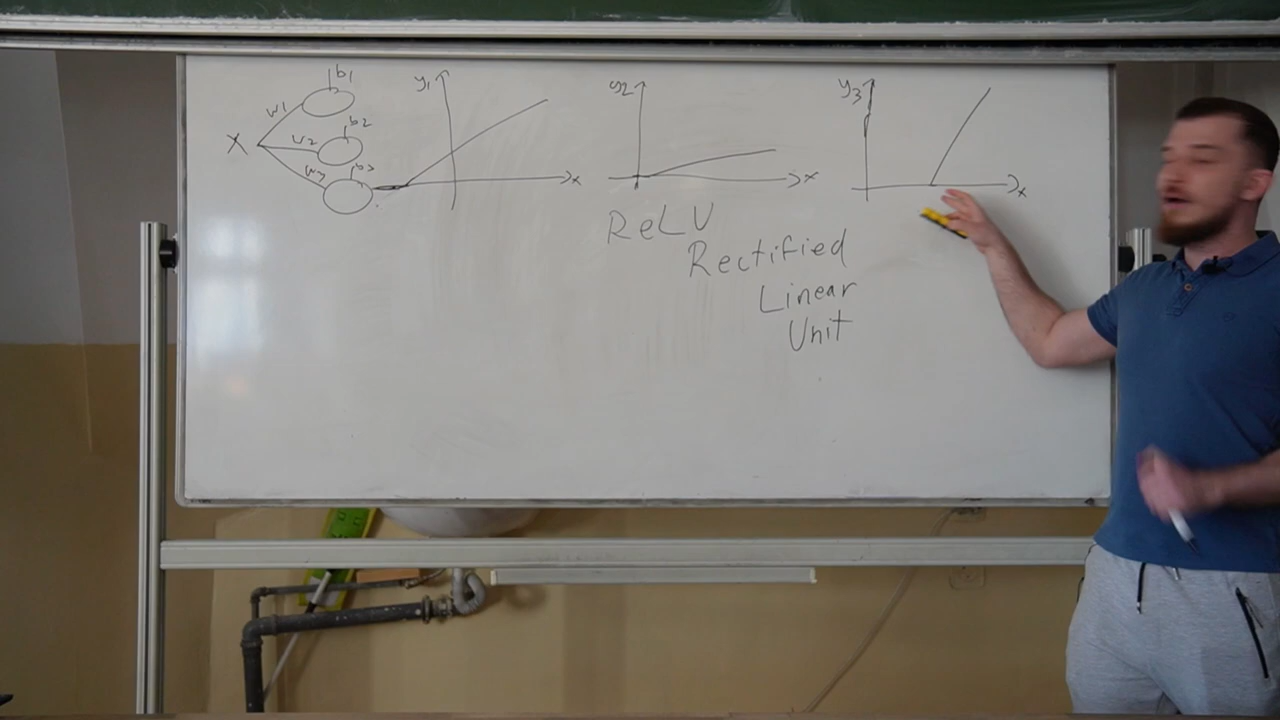 b1
w1
b2
X
w2
b3
w3
y1
x
y2
x
y3
x
ReLU
Rectified
Linear
Unit